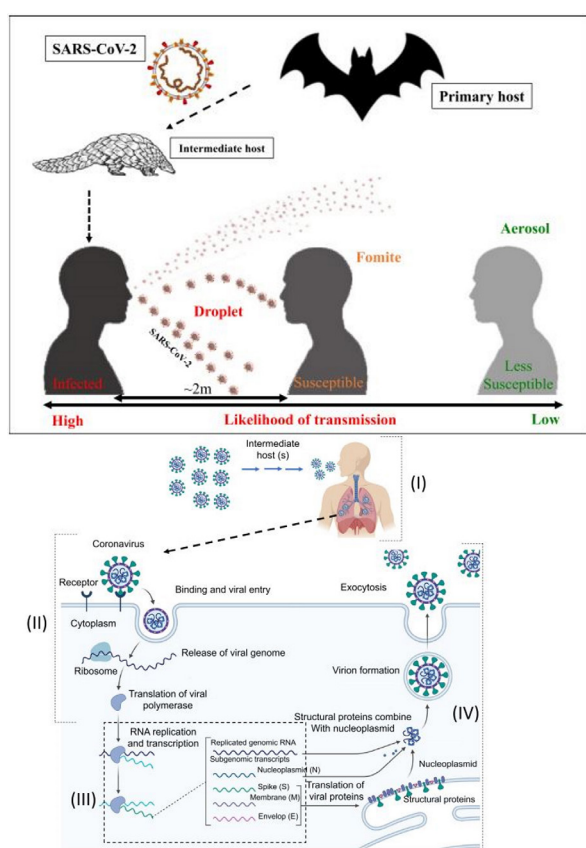 SARS-CoV-2
Primary host
Intermediate host
Aerosol
Fomite
Droplet
SARS-CoV-2
Infected
Susceptible
Less
Susceptible
~2m
High
Likelihood of transmission
Low
Intermediate
host (s)
(I)
Coronavirus
Receptor
Binding and viral entry
Exocytosis
(II)
Cytoplasm
Release of viral genome
Ribosome
Virion formation
Translation of viral
polymerase
(IV)
Structural proteins combine
With nucleoplasmid
RNA replication
and transcription
Replicated genomic RNA
Subgenomic transcripts
Nucleoplasmid (N)
Nucleoplasmid
(III)
Spike (S)
Membrane (M)
Envelop (E)
Translation of
viral proteins
Structural proteins